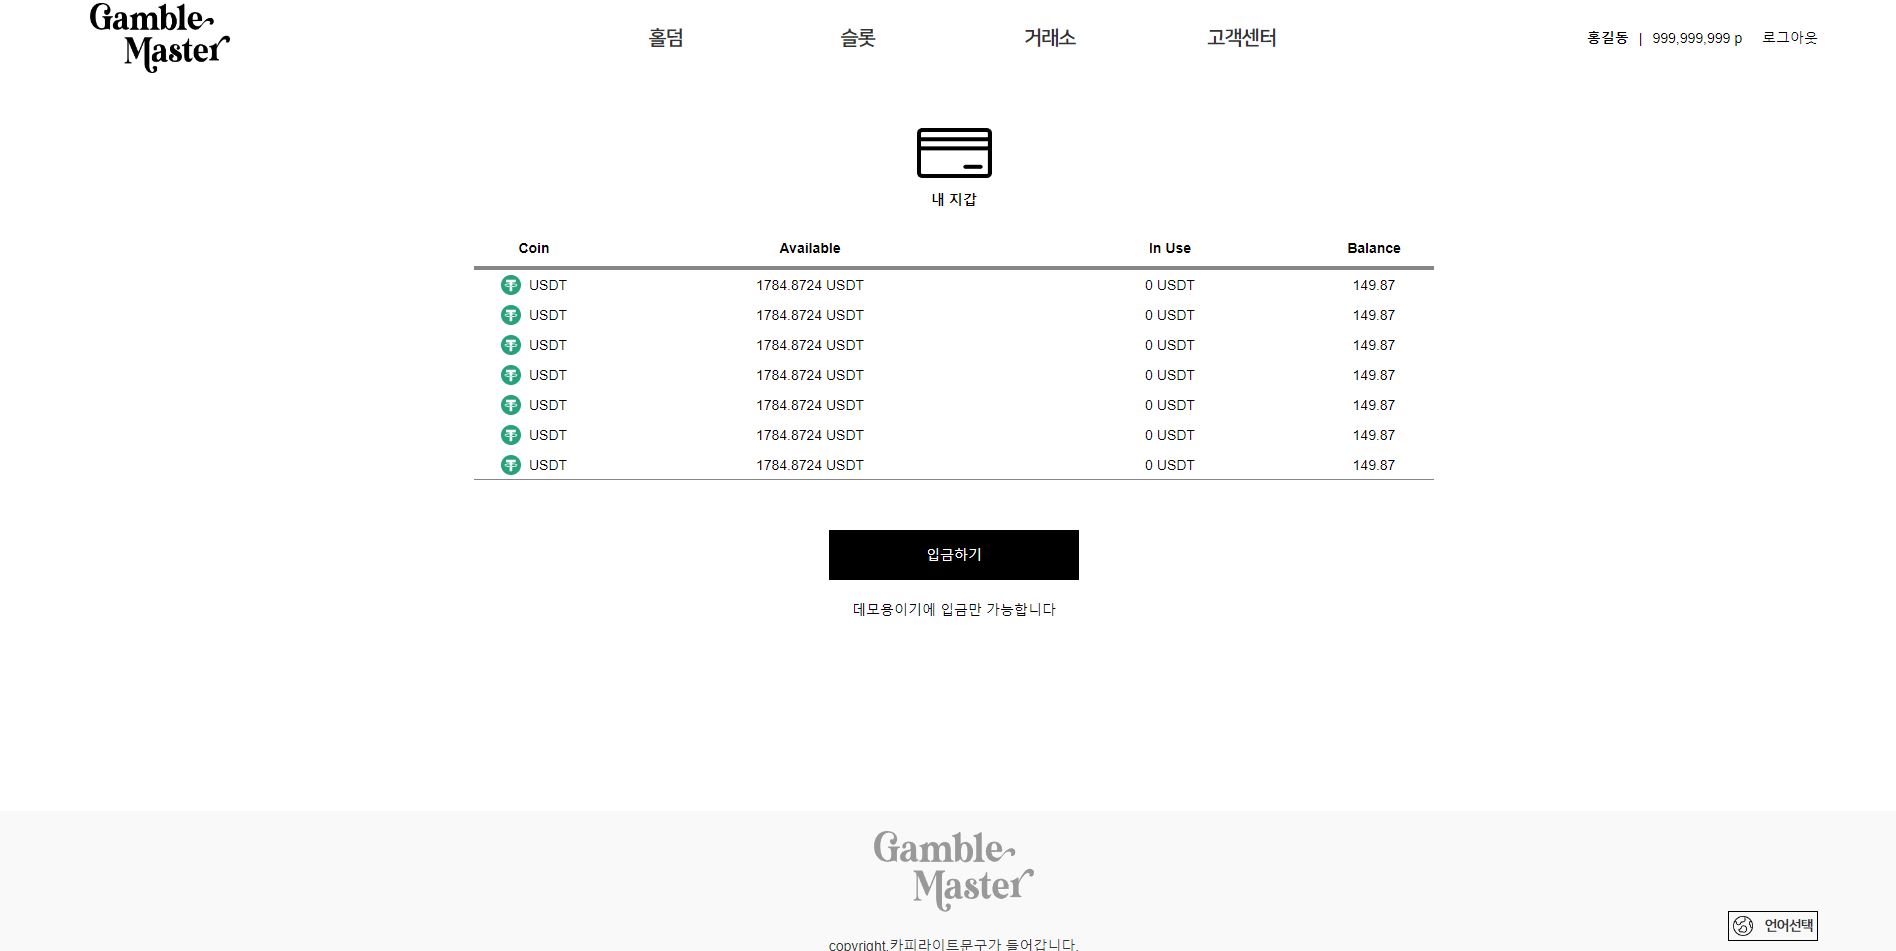 Gamble
Master
홀덤 슬롯 거래소 고객센터 홍길동 | 999,999,999 p 로그아웃
내 지갑
Coin Available In Use Balance
USDT 1784.8724 USDT 0 USDT 149.87
USDT 1784.8724 USDT 0 USDT 149.87
USDT 1784.8724 USDT 0 USDT 149.87
USDT 1784.8724 USDT 0 USDT 149.87
USDT 1784.8724 USDT 0 USDT 149.87
USDT 1784.8724 USDT 0 USDT 149.87
USDT 1784.8724 USDT 0 USDT 149.87
입금하기
데모용이기에 입금만 가능합니다
Gamble
Master
언어선택
copyright.카피라이트문구가 들어갑니다.